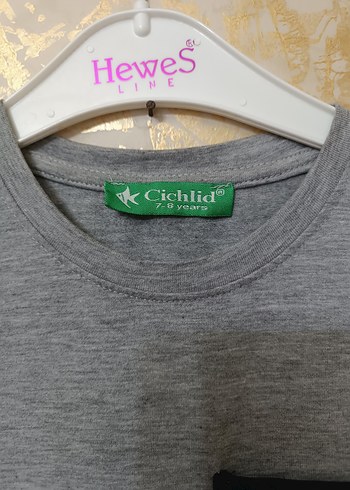 HeweS®
LINE
Cichlid®
7-8 years